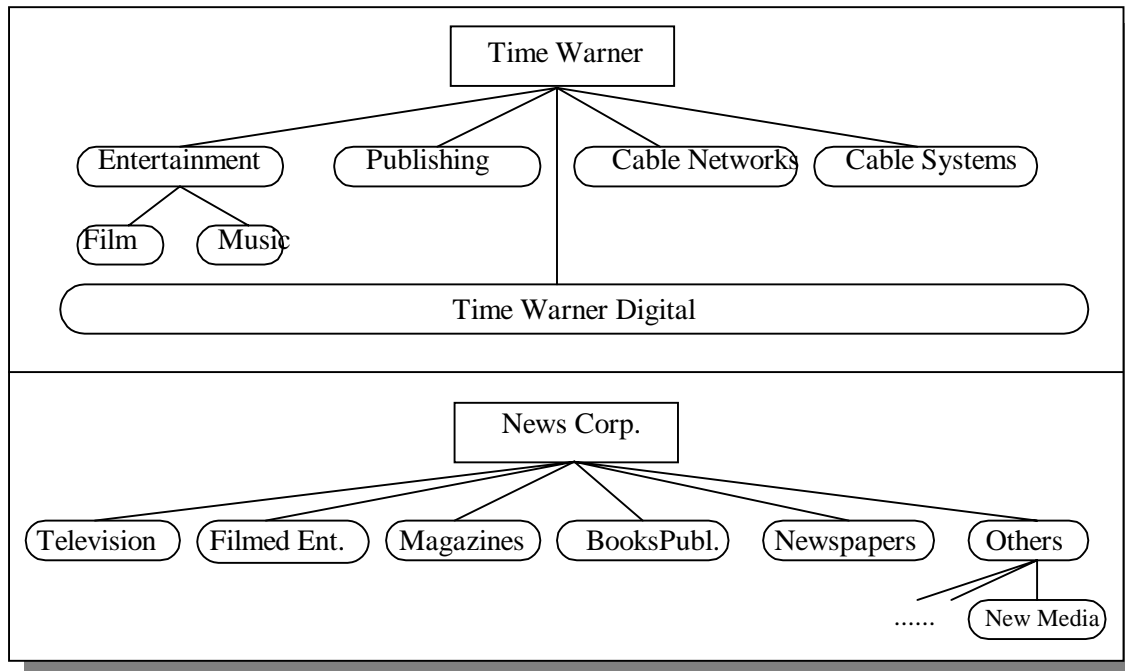 Time Warner
Entertainment Publishing Cable Networks Cable Systems
Film Music
Time Warner Digital
News Corp.
Television Filmed Ent. Magazines BooksPubl. Newspapers Others
...... New Media